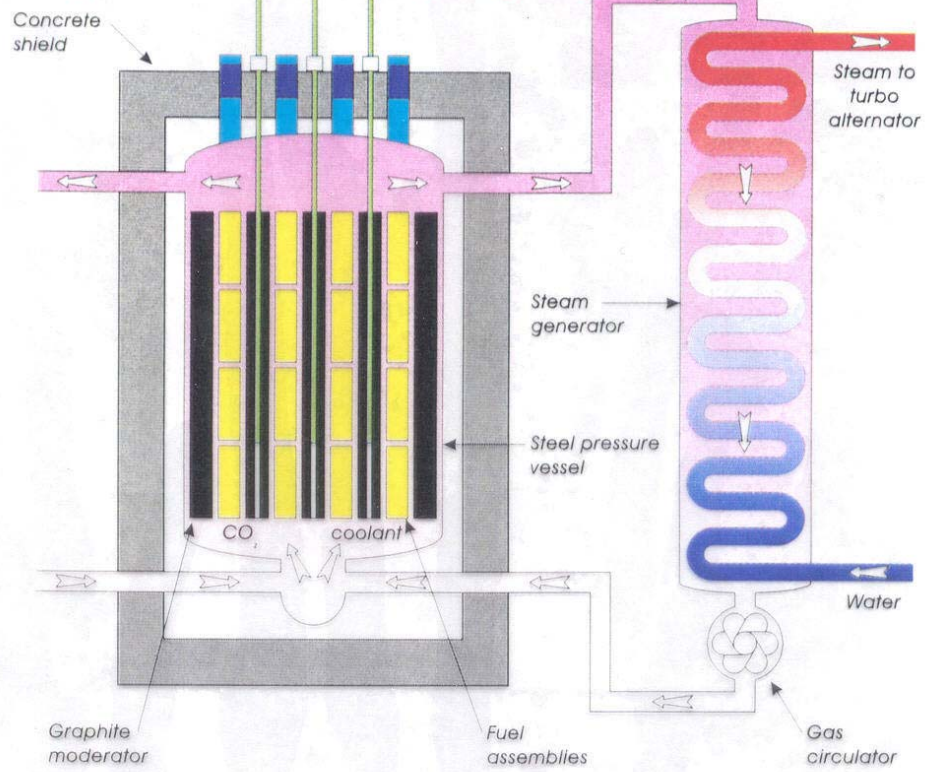 Concrete
shield
Steam to
turbo
alternator
Steam
generator
Steel pressure
vessel
CO coolant
Water
Graphite
moderator
Fuel
assemblies
Gas
circulator